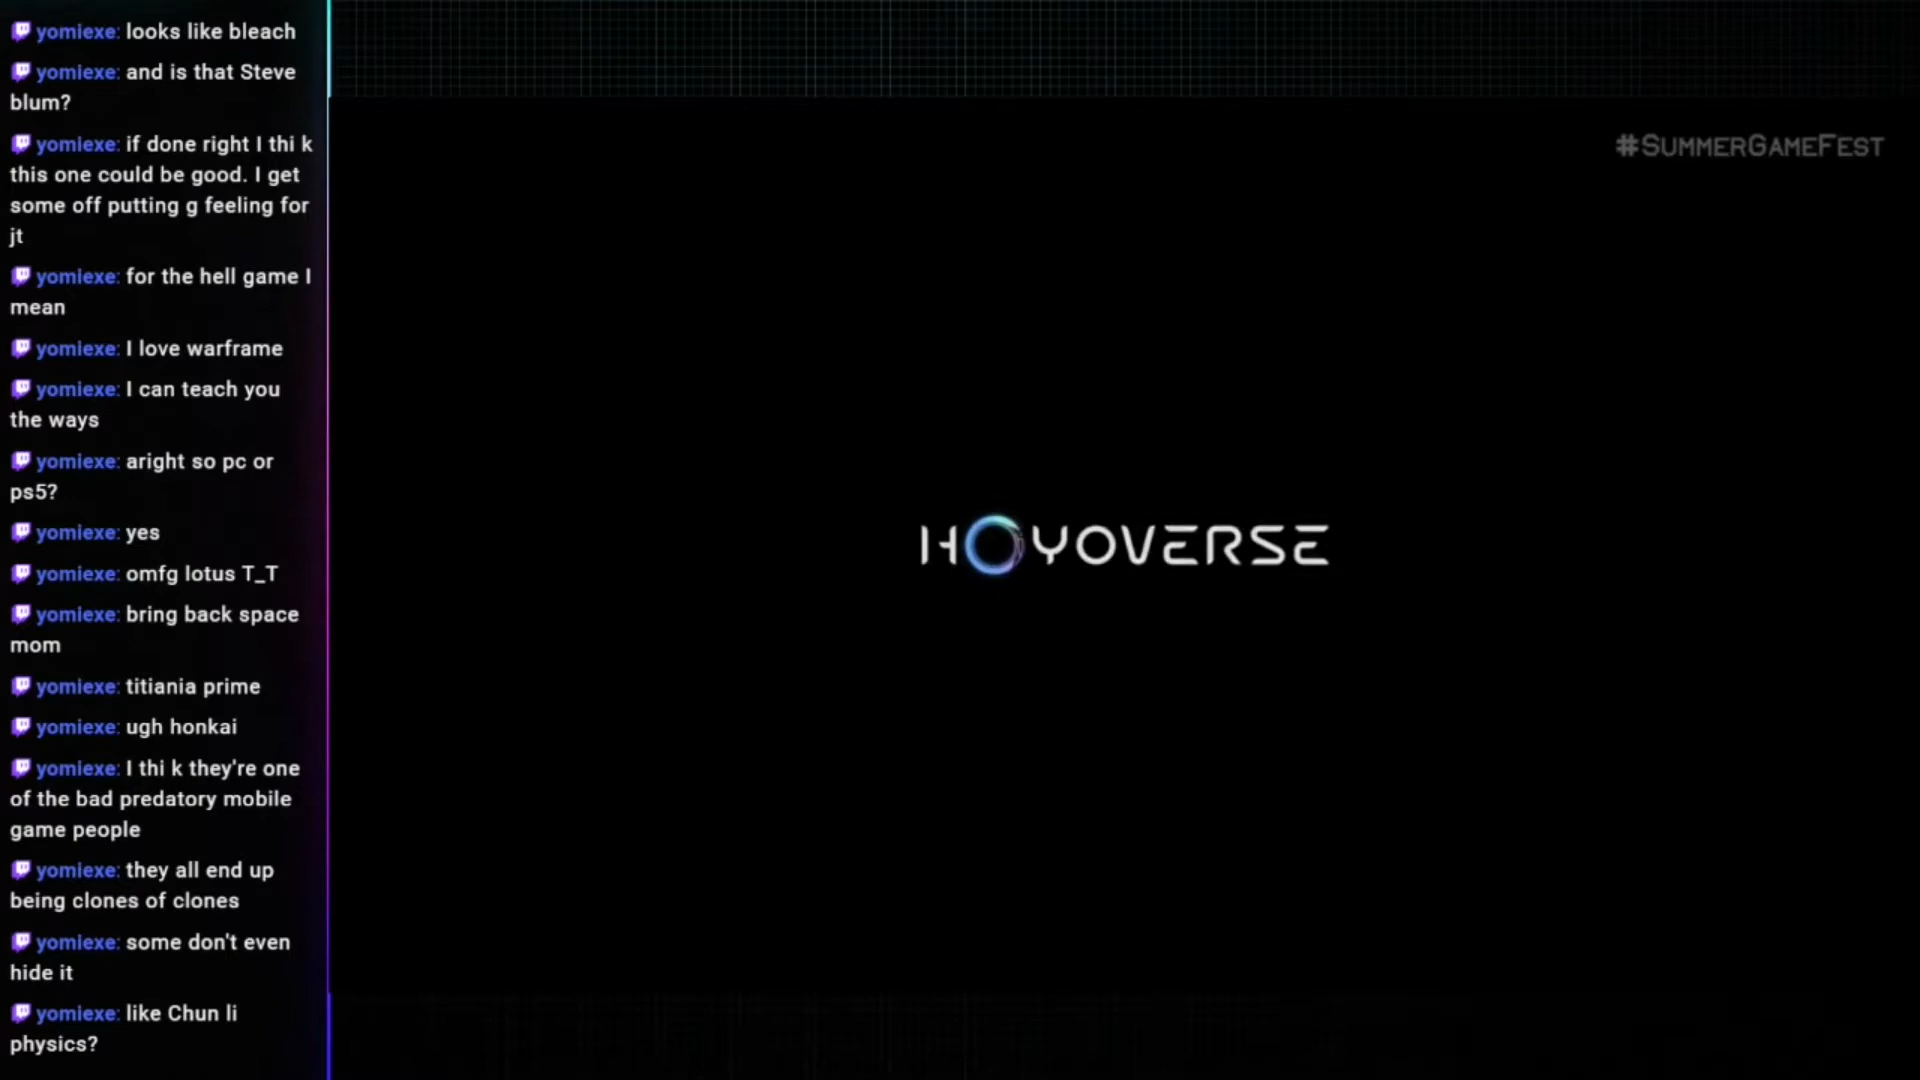 yomiexe: looks like bleach
yomiexe: and is that Steve
blum?
yomiexe: if done right I thi k
this one could be good. I get
some off putting g feeling for
jt
yomiexe: for the hell game I
mean
yomiexe: I love warframe
yomiexe: I can teach you
the ways
yomiexe: aright so pc or
ps5?
yomiexe: yes
yomiexe: omfg lotus T_T
yomiexe: bring back space
mom
yomiexe: titiania prime
yomiexe: ugh honkai
yomiexe: I thi k they're one
of the bad predatory mobile
game people
yomiexe: they all end up
being clones of clones
yomiexe: some don't even
hide it
yomiexe: like Chun li
physics?
#SUMMERGAMEFEST
HOYOVERSE